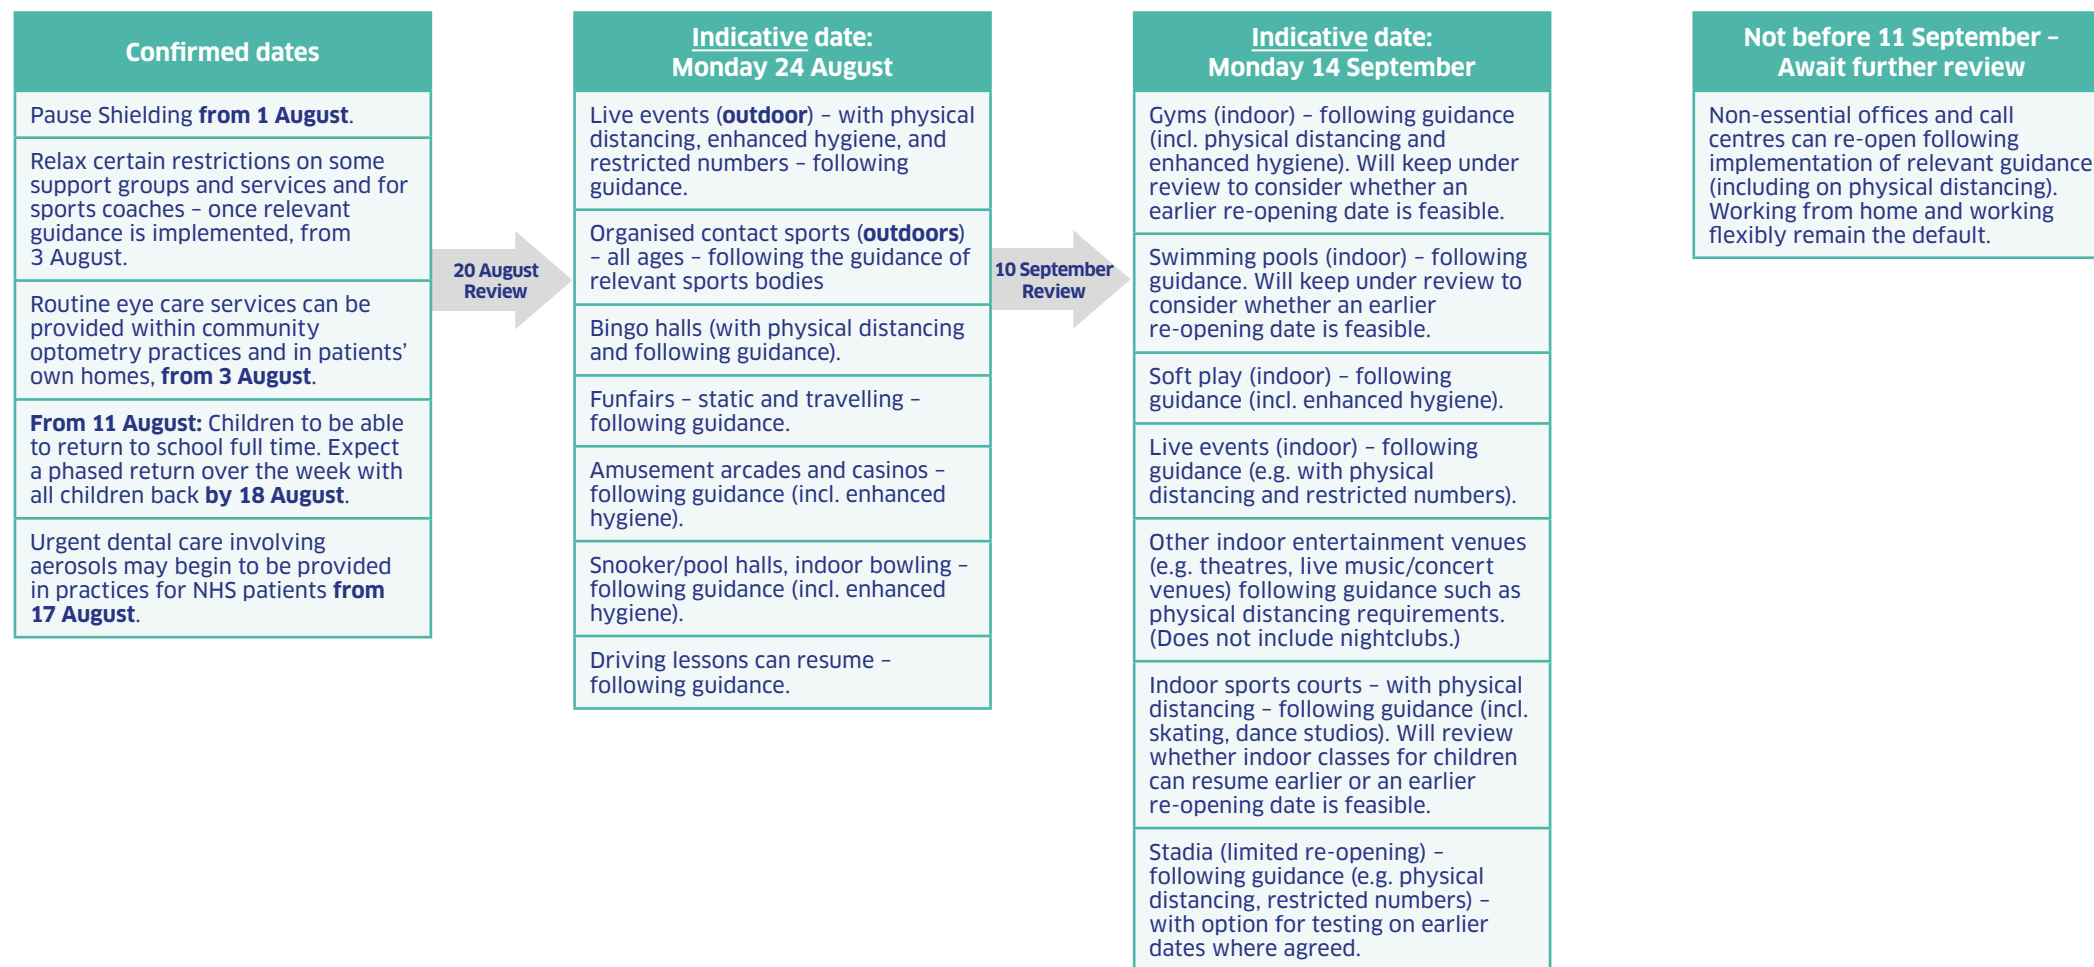 Confirmed dates
Pause Shielding from 1 August.
Relax certain restrictions on some
support groups and services and for
sports coaches – once relevant
guidance is implemented, from
3 August.
Routine eye care services can be
provided within community
optometry practices and in patients’
own homes, from 3 August.
From 11 August: Children to be able
to return to school full time. Expect
a phased return over the week with
all children back by 18 August.
Urgent dental care involving
aerosols may begin to be provided
in practices for NHS patients from
17 August.
20 August
Review
Indicative date:
Monday 24 August
Live events (outdoor) – with physical
distancing, enhanced hygiene, and
restricted numbers – following
guidance.
Organised contact sports (outdoors)
– all ages – following the guidance of
relevant sports bodies
Bingo halls (with physical distancing
and following guidance).
Funfairs – static and travelling –
following guidance.
Amusement arcades and casinos –
following guidance (incl. enhanced
hygiene).
Snooker/pool halls, indoor bowling –
following guidance (incl. enhanced
hygiene).
Driving lessons can resume –
following guidance.
10 September
Review
Indicative date:
Monday 14 September
Gyms (indoor) – following guidance
(incl. physical distancing and
enhanced hygiene). Will keep under
review to consider whether an
earlier re-opening date is feasible.
Swimming pools (indoor) – following
guidance. Will keep under review to
consider whether an earlier
re-opening date is feasible.
Soft play (indoor) – following
guidance (incl. enhanced hygiene).
Live events (indoor) – following
guidance (e.g. with physical
distancing and restricted numbers).
Other indoor entertainment venues
(e.g. theatres, live music/concert
venues) following guidance such as
physical distancing requirements.
(Does not include nightclubs.)
Indoor sports courts – with physical
distancing – following guidance (incl.
skating, dance studios). Will review
whether indoor classes for children
can resume earlier or an earlier
re-opening date is feasible.
Stadia (limited re-opening) –
following guidance (e.g. physical
distancing, restricted numbers) –
with option for testing on earlier
dates where agreed.
Not before 11 September –
Await further review
Non-essential offices and call
centres can re-open following
implementation of relevant guidance
(including on physical distancing).
Working from home and working
flexibly remain the default.